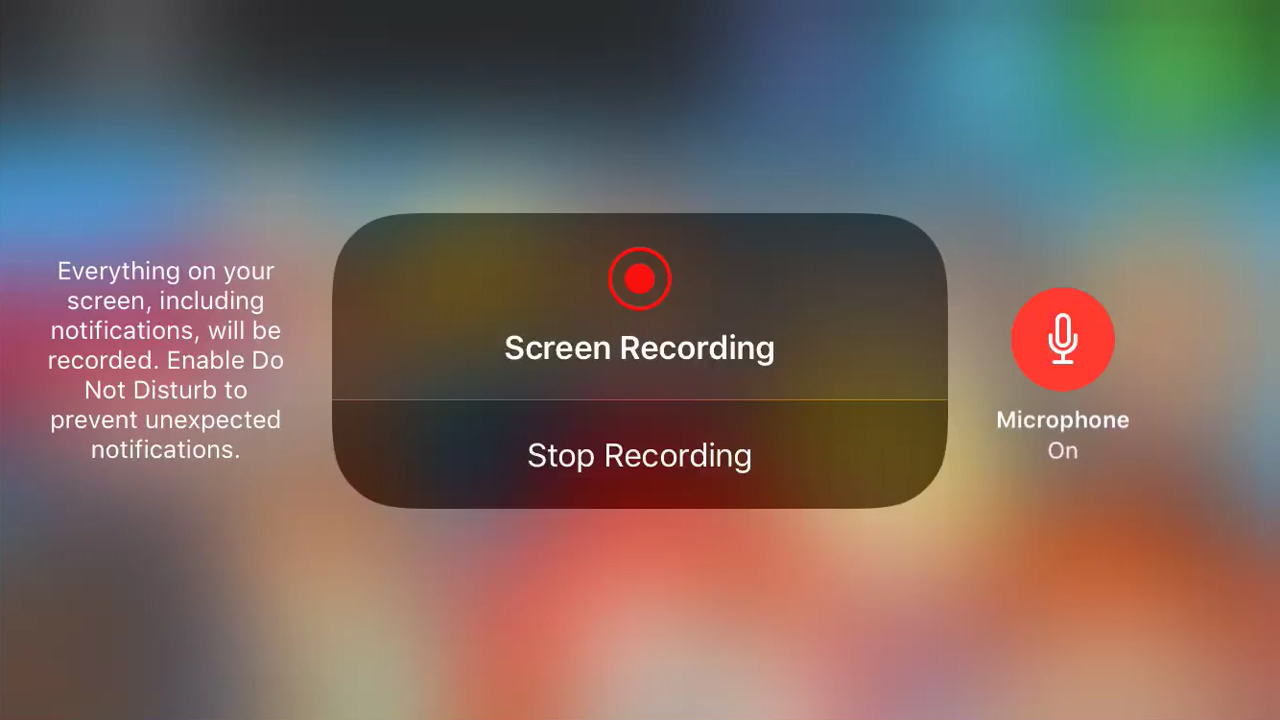 Everything on your
screen, including
notifications, will be
recorded. Enable Do
Not Disturb to
prevent unexpected
notifications.
Screen Recording
Stop Recording
Microphone
On